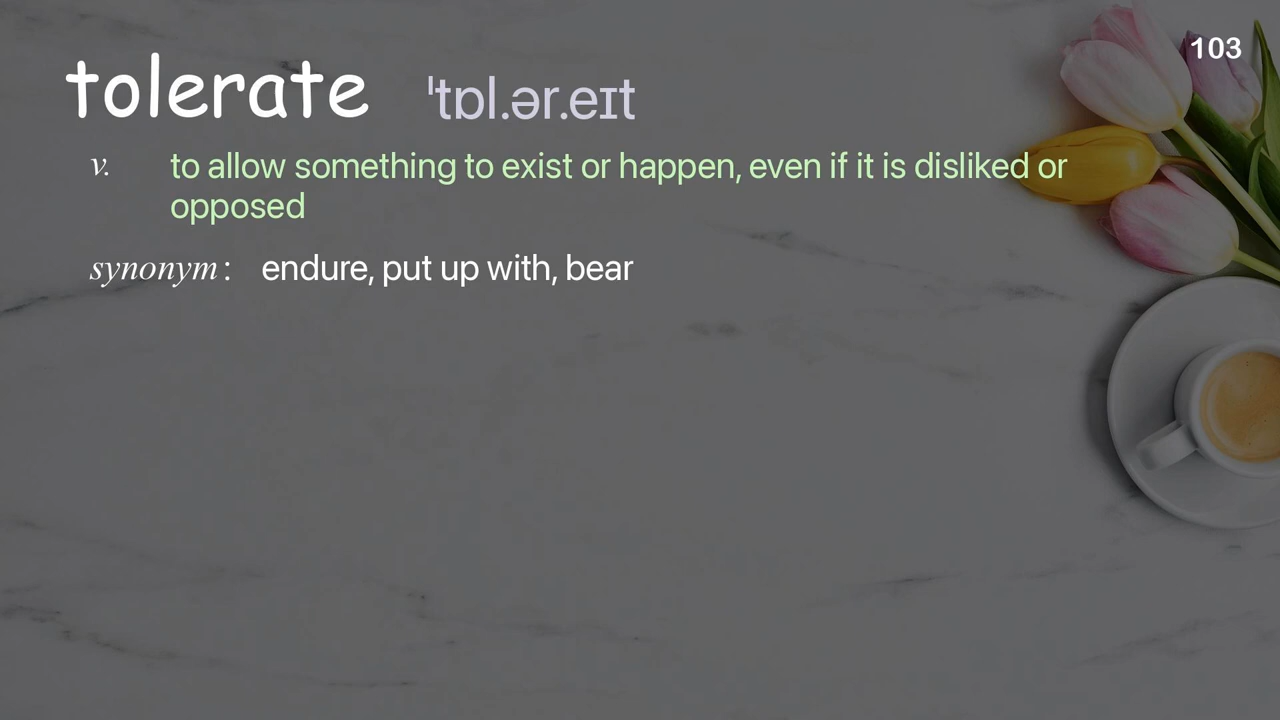 103
tolerate ˈtɒl.ər.eɪt
v. to allow something to exist or happen, even if it is disliked or
opposed
synonym : endure, put up with, bear